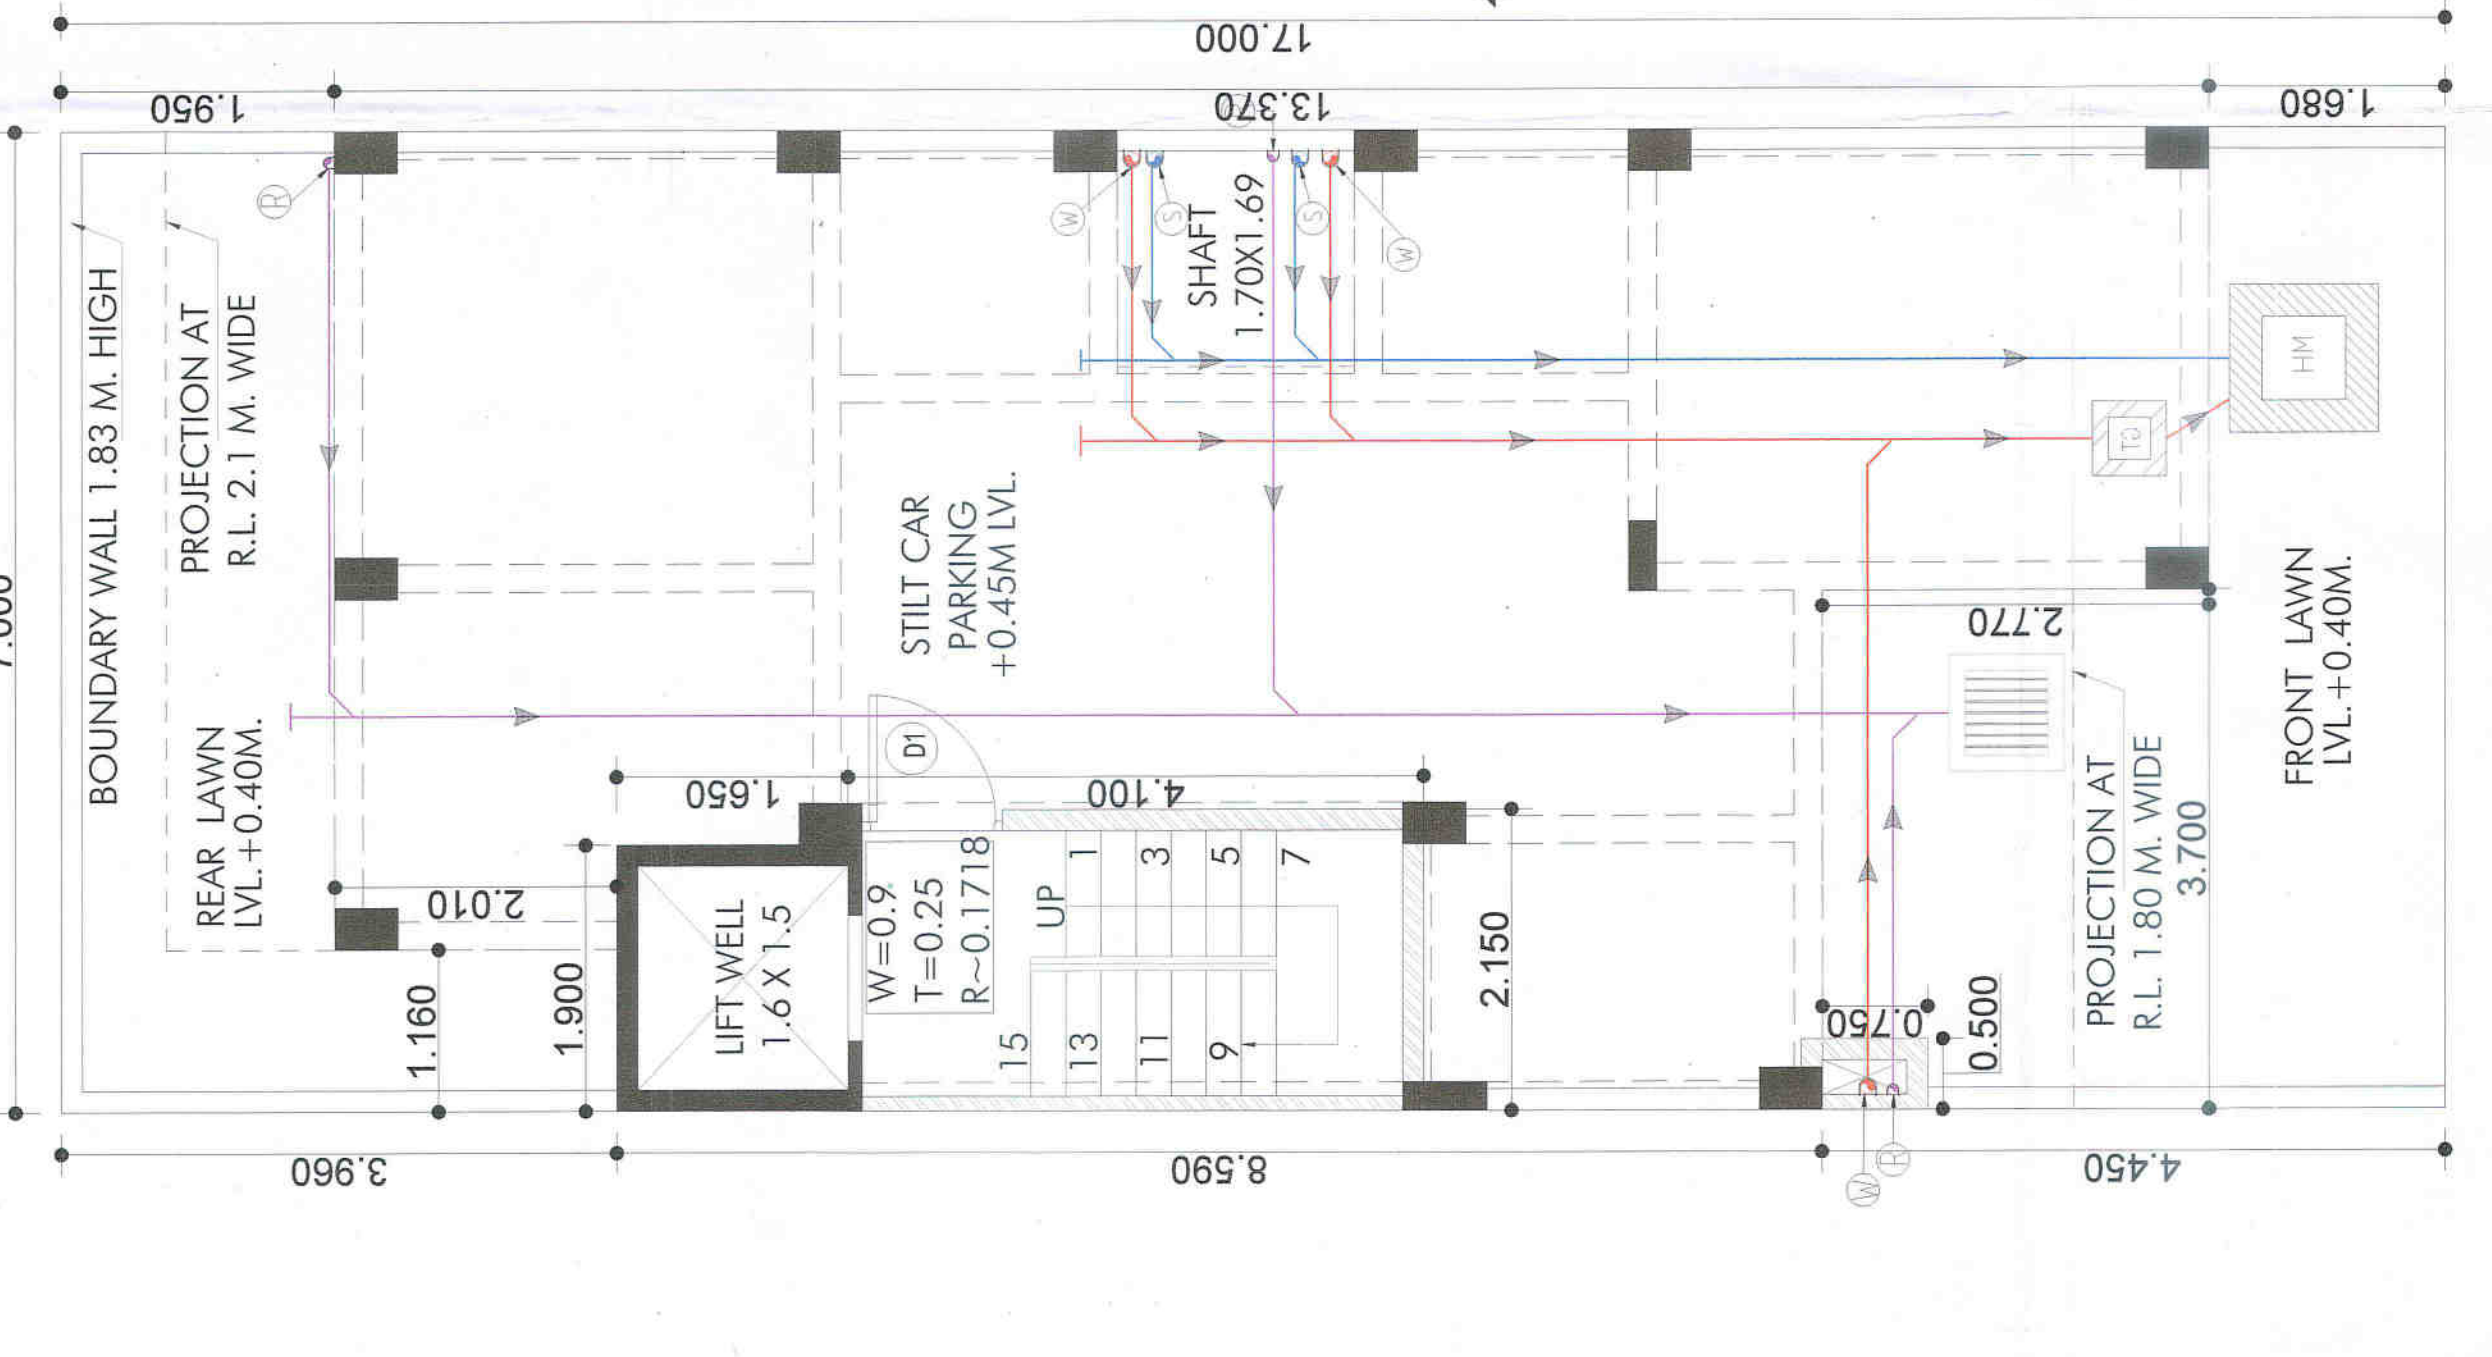 17.000
1.950
13.370
1.680
BOUNDARY WALL 1.83 M. HIGH
PROJECTION AT
R.L. 2.1 M. WIDE
REAR LAWN
LVL.+0.40M.
R
W
S
SHAFT
1.70X1.69
S
W
STILT CAR
PARKING
+0.45M LVL.
D1
1.650
4.100
2.010
1.160
1.900
LIFT WELL
1.6 X 1.5
W=0.9
T=0.25
R~0.1718
UP
1
3
5
7
9
11
13
15
2.150
2.770
0.750
0.500
PROJECTION AT
R.L. 1.80 M. WIDE
3.700
FRONT LAWN
LVL.+0.40M.
GT
MH
W
R
3.960
8.590
4.450